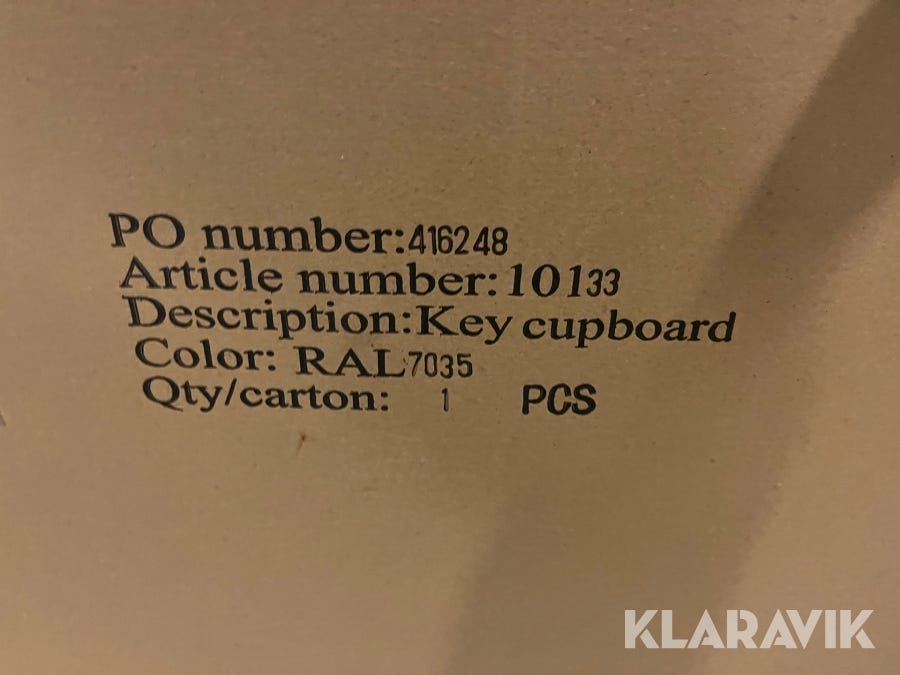 PO number:416248
Article number:10133
Description:Key cupboard
Color: RAL7035
Qty/carton: 1 PCS
KLARAVIK